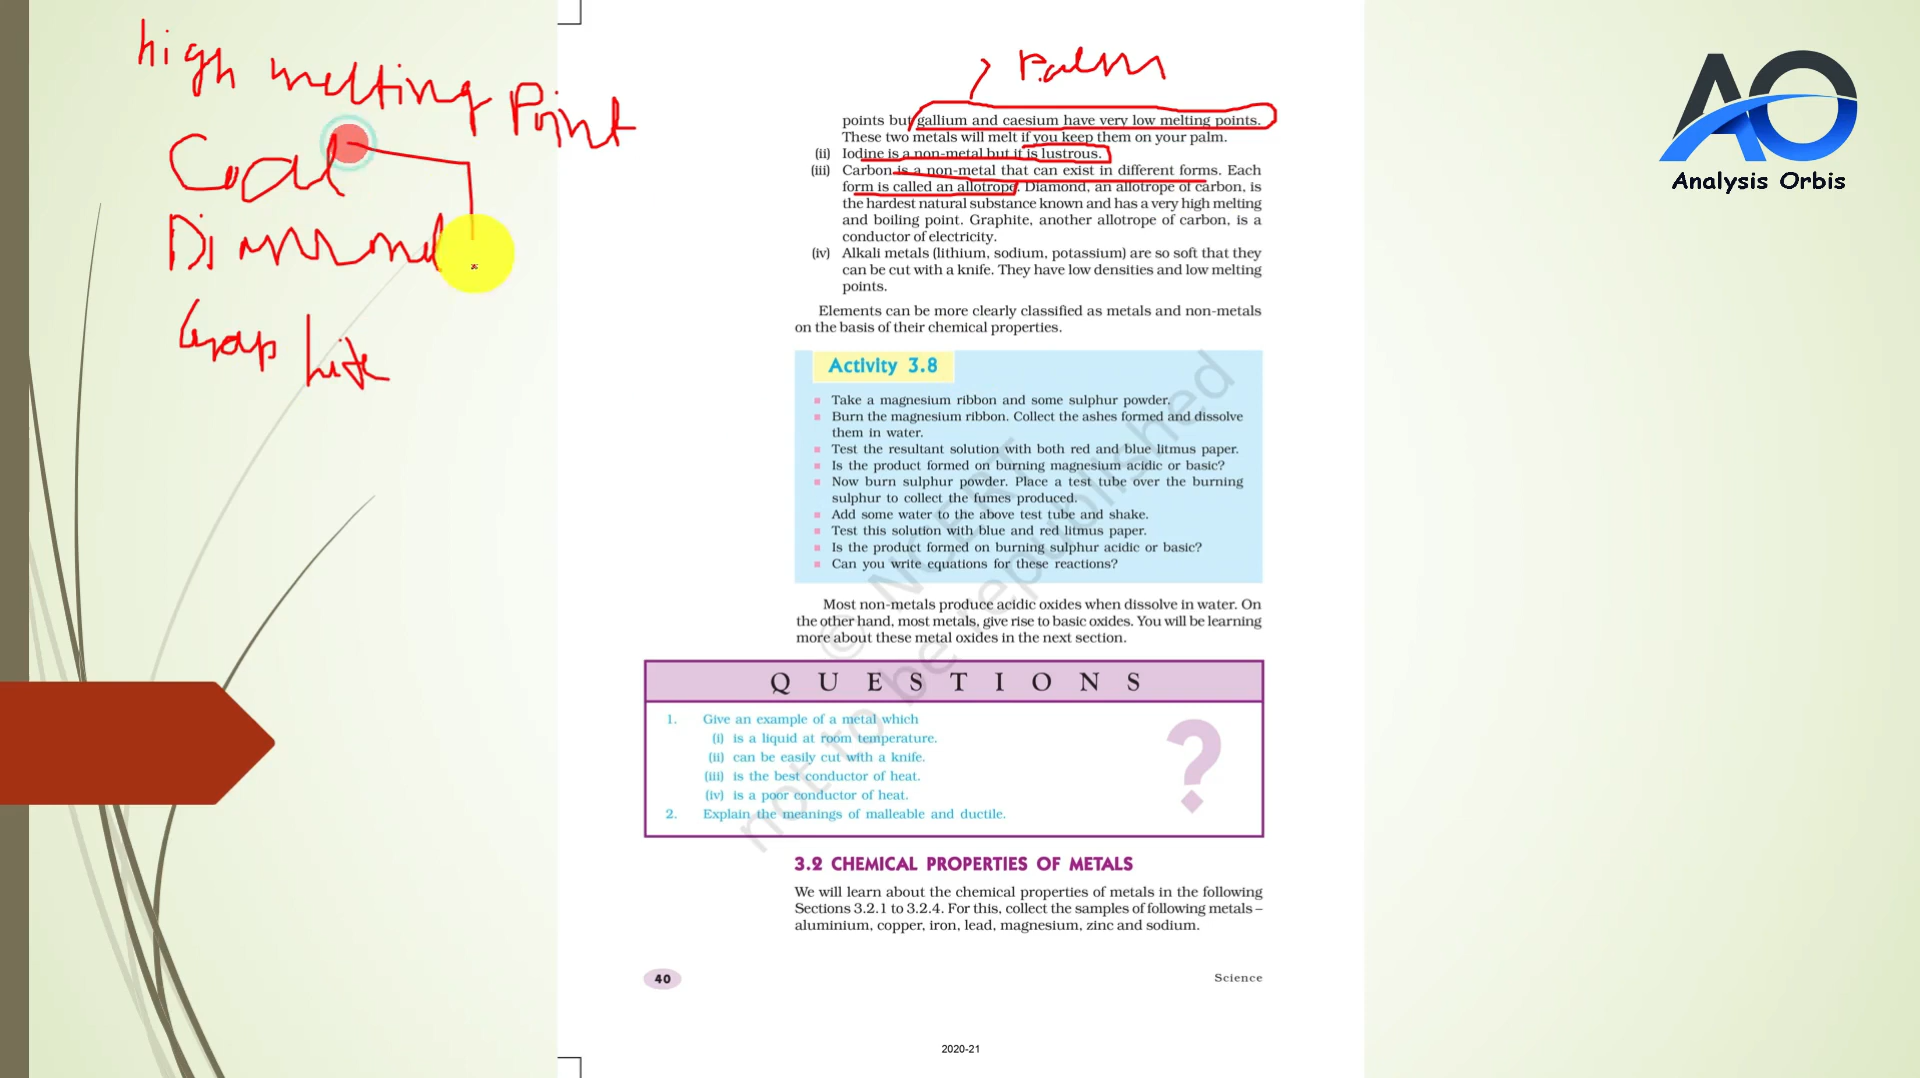 high melting Point
Coal
Diamond
Graphite
Palm
points but gallium and caesium have very low melting points.
These two metals will melt if you keep them on your palm.
(ii) Iodine is a non-metal but it is lustrous.
(iii) Carbon is a non-metal that can exist in different forms. Each
form is called an allotrope. Diamond, an allotrope of carbon, is
the hardest natural substance known and has a very high melting
and boiling point. Graphite, another allotrope of carbon, is a
conductor of electricity.
(iv) Alkali metals (lithium, sodium, potassium) are so soft that they
can be cut with a knife. They have low densities and low melting
points.
Elements can be more clearly classified as metals and non-metals
on the basis of their chemical properties.
Activity 3.8
Take a magnesium ribbon and some sulphur powder.
Burn the magnesium ribbon. Collect the ashes formed and dissolve
them in water.
Test the resultant solution with both red and blue litmus paper.
Is the product formed on burning magnesium acidic or basic?
Now burn sulphur powder. Place a test tube over the burning
sulphur to collect the fumes produced.
Add some water to the above test tube and shake.
Test this solution with blue and red litmus paper.
Is the product formed on burning sulphur acidic or basic?
Can you write equations for these reactions?
Most non-metals produce acidic oxides when dissolve in water. On
the other hand, most metals, give rise to basic oxides. You will be learning
more about these metal oxides in the next section.
QUESTIONS
?
1. Give an example of a metal which
(i) is a liquid at room temperature.
(ii) can be easily cut with a knife.
(iii) is the best conductor of heat.
(iv) is a poor conductor of heat.
2. Explain the meanings of malleable and ductile.
3.2 CHEMICAL PROPERTIES OF METALS
We will learn about the chemical properties of metals in the following
Sections 3.2.1 to 3.2.4. For this, collect the samples of following metals –
aluminium, copper, iron, lead, magnesium, zinc and sodium.
40
Science
2020-21
© NCERT
not to be republished
AO
Analysis Orbis